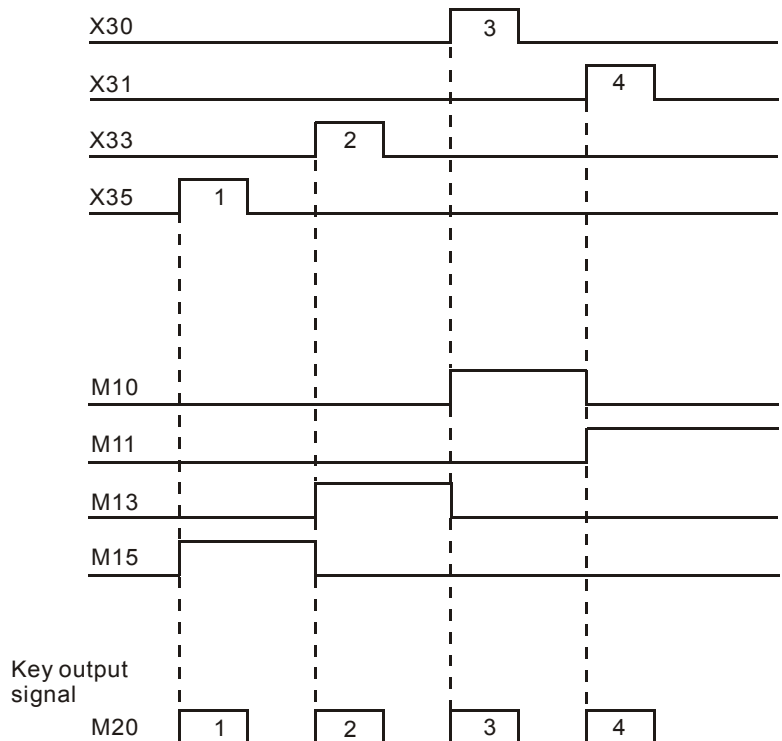 X30 3
X31 4
X33 2
X35 1
M10
M11
M13
M15
Key output
signal
M20 1 2 3 4